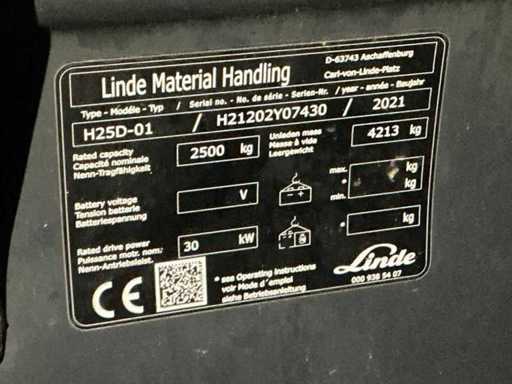 Linde Material Handling
D-63743 Aschaffenburg
Carl-von-Linde-Platz
Type - Modèle - Typ / Serial no. - No. de série - Serien-Nr. / year - année - Baujahr
H25D-01 / H21202Y07430 / 2021
Rated capacity
Capacité nominale
Nenn-Tragfähigkeit
2500 kg
Unladen mass
Masse à vide
Leergewicht
4213 kg
Battery voltage
Tension batterie
Batteriespannung
V
max.
* kg
* kg
min.
Rated drive power
Puissance motr. nom.
Nenn-Antriebsleist.
30 kW
* kg
CE
* see Operating Instructions
voir Mode d'emploi
siehe Betriebsanleitung
Linde
000 938 54 07